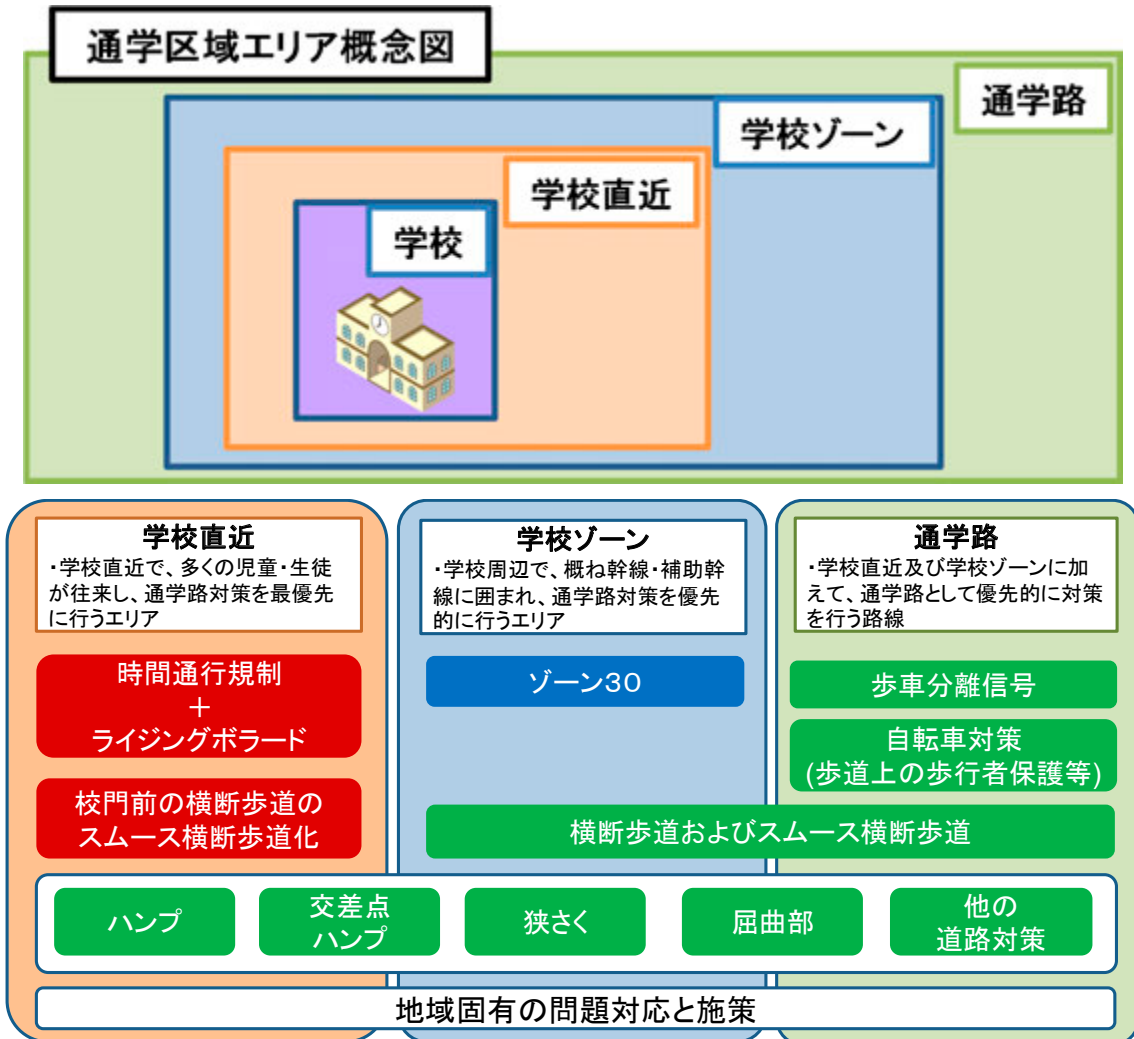 通学区域エリア概念図
通学路
学校ゾーン
学校直近
学校
学校直近
・学校直近で、多くの児童・生徒
が往来し、通学路対策を最優先
に行うエリア
時間通行規制
＋
ライジングボラード
校門前の横断歩道の
スムース横断歩道化
学校ゾーン
・学校周辺で、概ね幹線・補助幹
線に囲まれ、通学路対策を優先
的に行うエリア
ゾーン３０
通学路
・学校直近及び学校ゾーンに加
えて、通学路として優先的に対策
を行う路線
歩車分離信号
自転車対策
(歩道上の歩行者保護等)
横断歩道およびスムース横断歩道
ハンプ
交差点
ハンプ
狭さく
屈曲部
他の
道路対策
地域固有の問題対応と施策